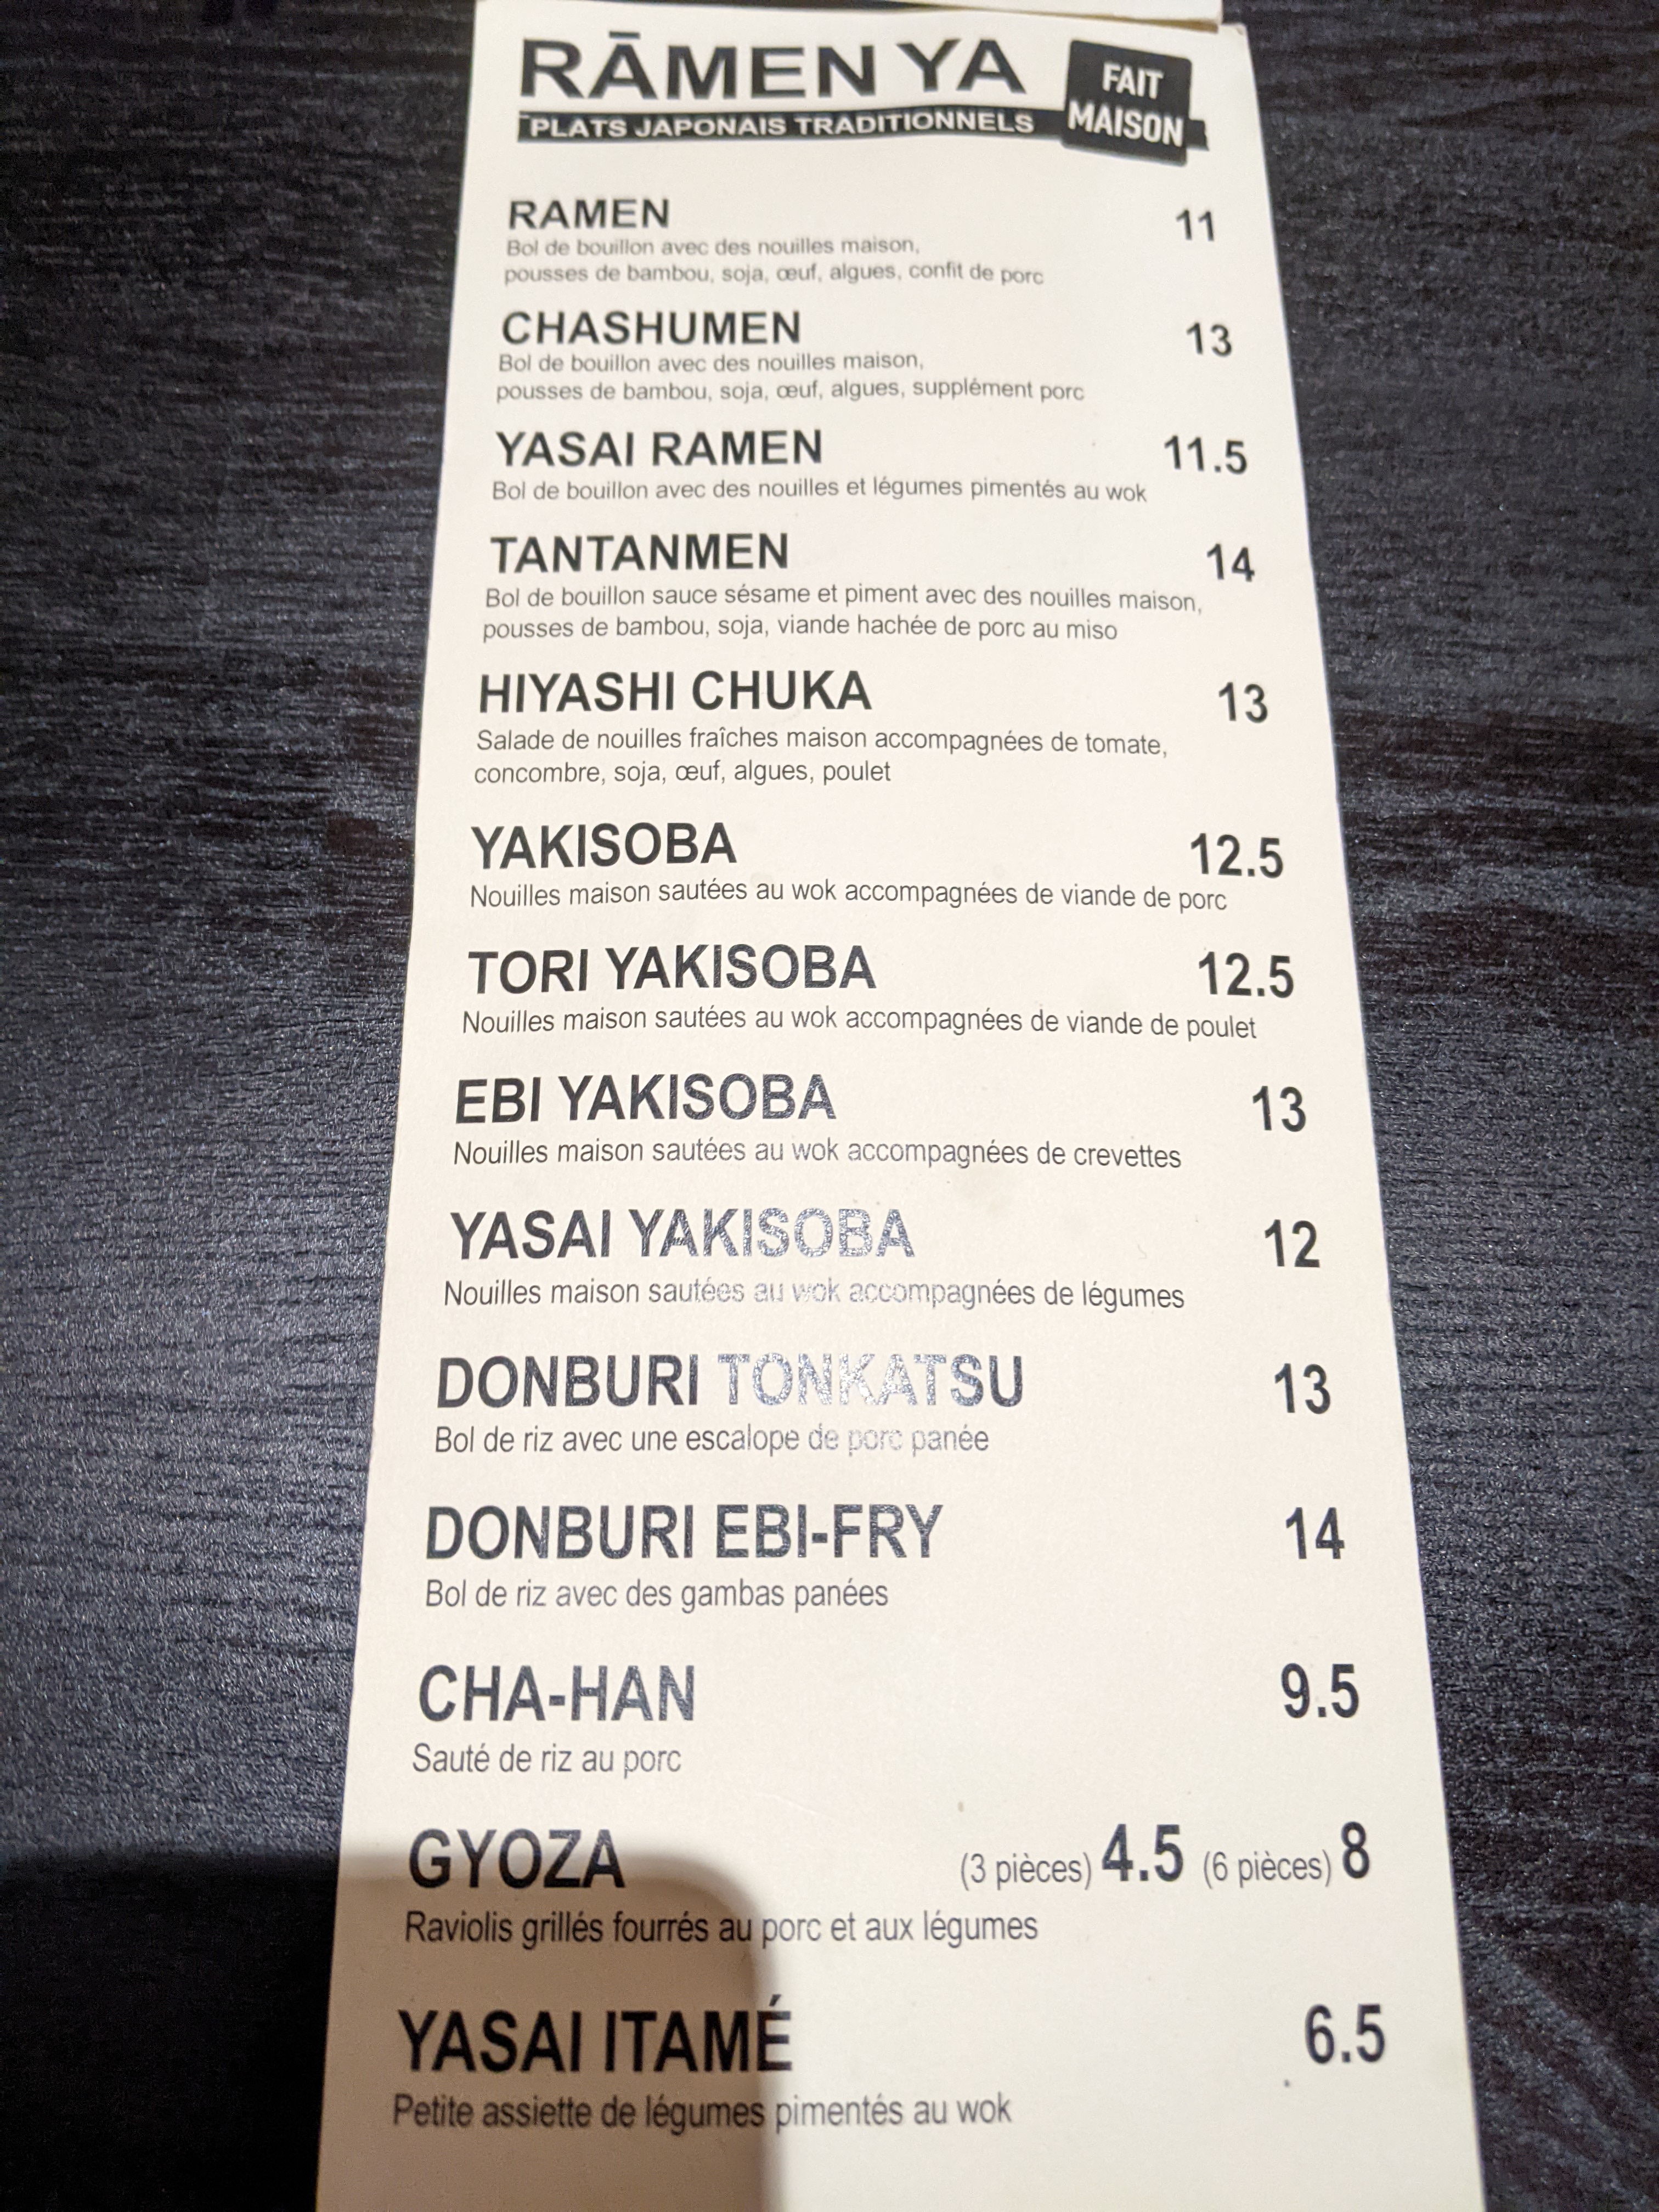 RĀMEN YA
PLATS JAPONAIS TRADITIONNELS
FAIT
MAISON
RAMEN 11
Bol de bouillon avec des nouilles maison,
pousses de bambou, soja, œuf, algues, confit de porc
CHASHUMEN 13
Bol de bouillon avec des nouilles maison,
pousses de bambou, soja, œuf, algues, supplément porc
YASAI RAMEN 11.5
Bol de bouillon avec des nouilles et légumes pimentés au wok
TANTANMEN 14
Bol de bouillon sauce sésame et piment avec des nouilles maison,
pousses de bambou, soja, viande hachée de porc au miso
HIYASHI CHUKA 13
Salade de nouilles fraîches maison accompagnées de tomate,
concombre, soja, œuf, algues, poulet
YAKISOBA 12.5
Nouilles maison sautées au wok accompagnées de viande de porc
TORI YAKISOBA 12.5
Nouilles maison sautées au wok accompagnées de viande de poulet
EBI YAKISOBA 13
Nouilles maison sautées au wok accompagnées de crevettes
YASAI YAKISOBA 12
Nouilles maison sautées au wok accompagnées de légumes
DONBURI TONKATSU 13
Bol de riz avec une escalope de porc panée
DONBURI EBI-FRY 14
Bol de riz avec des gambas panées
CHA-HAN 9.5
Sauté de riz au porc
GYOZA (3 pièces) 4.5 (6 pièces) 8
Raviolis grillés fourrés au porc et aux légumes
YASAI ITAMÉ 6.5
Petite assiette de légumes pimentés au wok